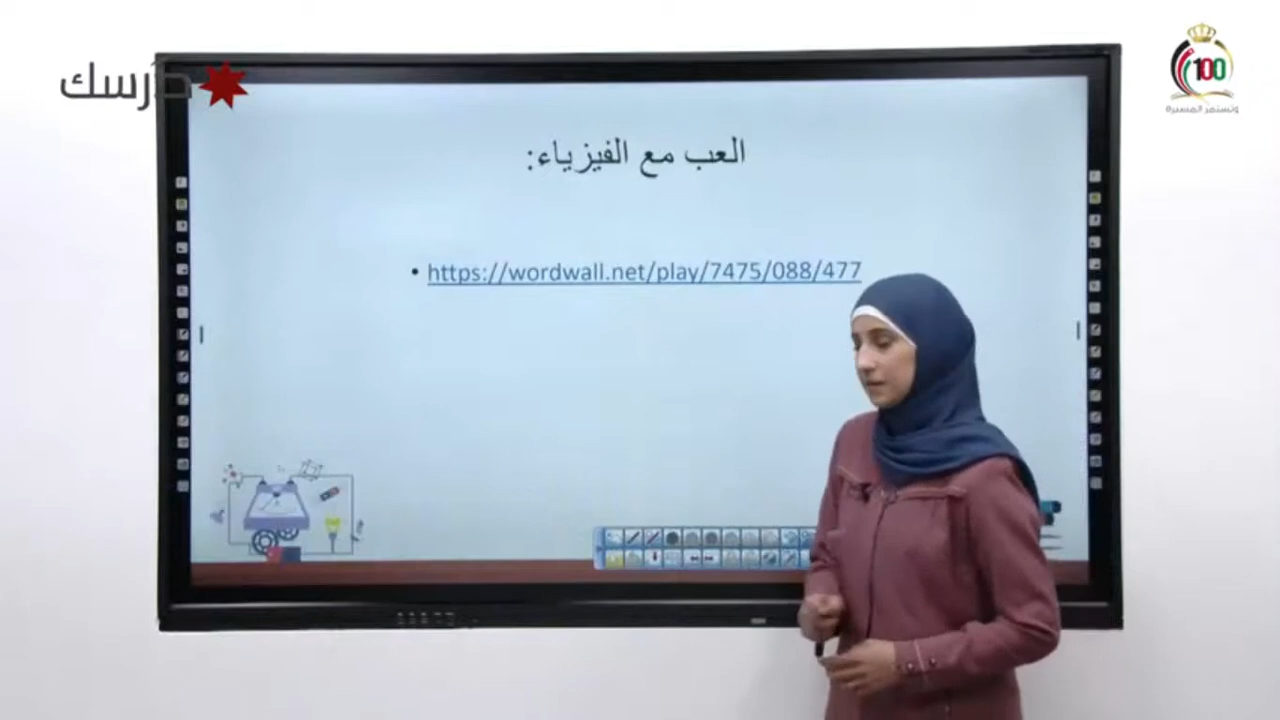 درسك
100
وتستمر المسيرة
العب مع الفيزياء:
• https://wordwall.net/play/7475/088/477